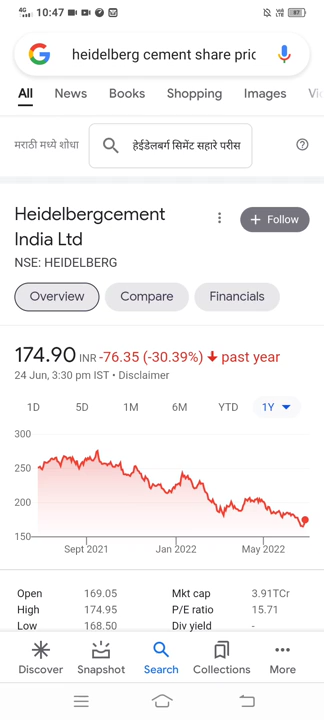 4G 10:47 87
heidelberg cement share pric
All News Books Shopping Images Vi
मराठी मध्ये शोधा हेईडेलबर्ग सिमेंट सहारे परीस
Heidelbergcement
India Ltd
+ Follow
NSE: HEIDELBERG
Overview Compare Financials
174.90 INR -76.35 (-30.39%) ↓ past year
24 Jun, 3:30 pm IST • Disclaimer
1D 5D 1M 6M YTD 1Y
300
250
200
150
Sept 2021 Jan 2022 May 2022
Open 169.05 Mkt cap 3.91TCr
High 174.95 P/E ratio 15.71
Low 168.50 Div yield -
Discover Snapshot Search Collections More